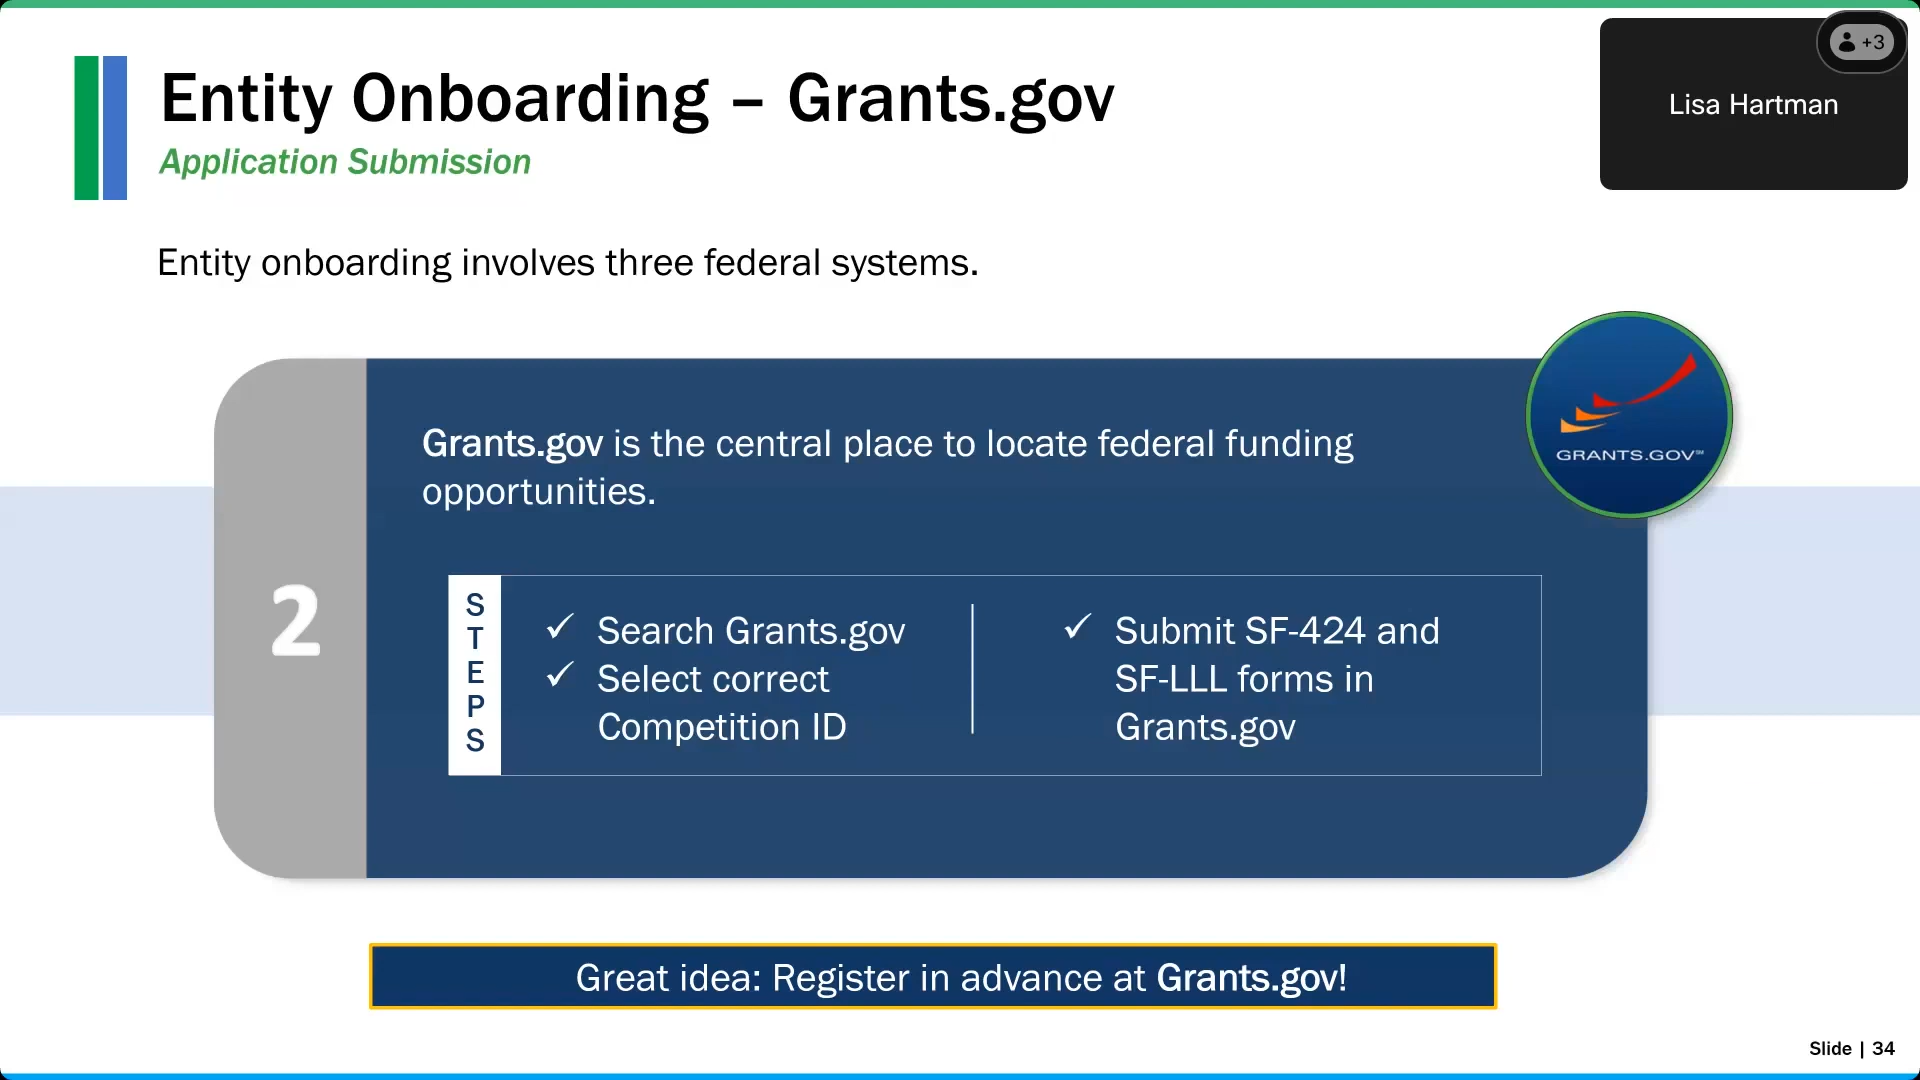 +3
Lisa Hartman
Entity Onboarding – Grants.gov
Application Submission
Entity onboarding involves three federal systems.
GRANTS.GOV℠
2
Grants.gov is the central place to locate federal funding
opportunities.
STEPS
✓ Search Grants.gov
✓ Select correct
Competition ID
✓ Submit SF-424 and
SF-LLL forms in
Grants.gov
Great idea: Register in advance at Grants.gov!
Slide | 34